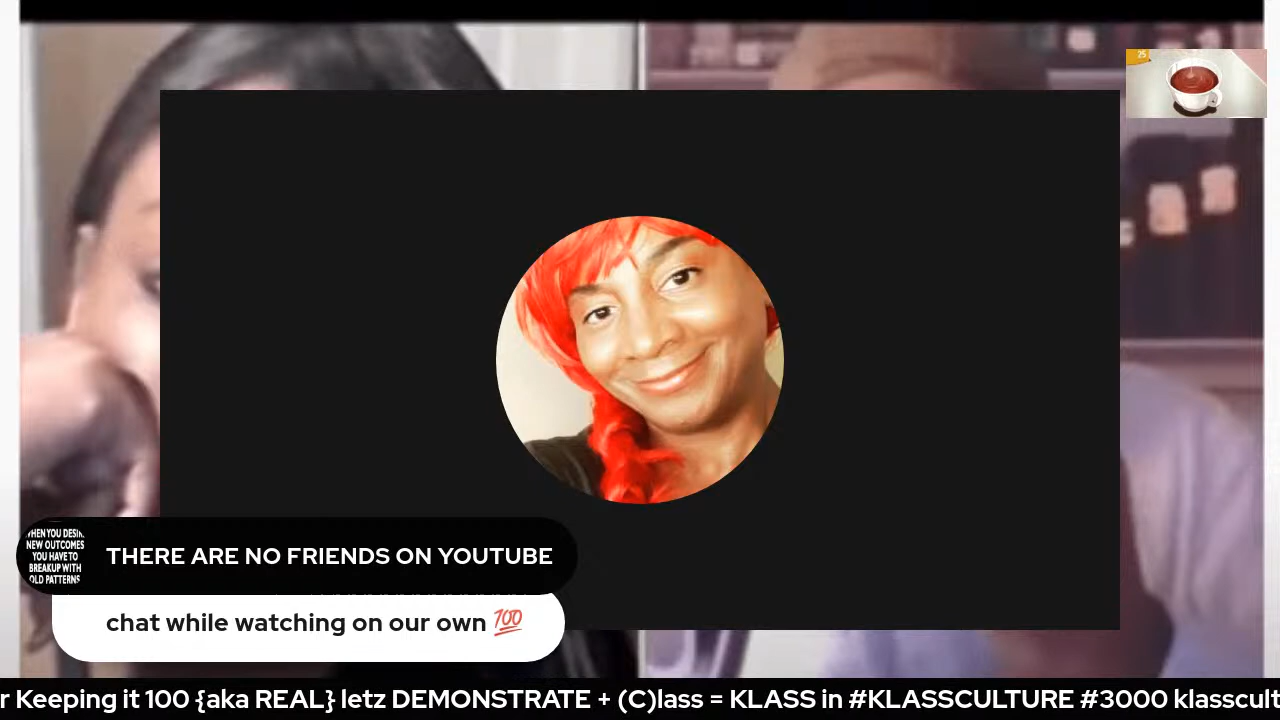 25
WHEN YOU DESIRE
NEW OUTCOMES
YOU HAVE TO
BREAKUP WITH
OLD PATTERNS
THERE ARE NO FRIENDS ON YOUTUBE
chat while watching on our own 💯
r Keeping it 100 {aka REAL} letz DEMONSTRATE + (C)lass = KLASS in #KLASSCULTURE #3000 klasscult